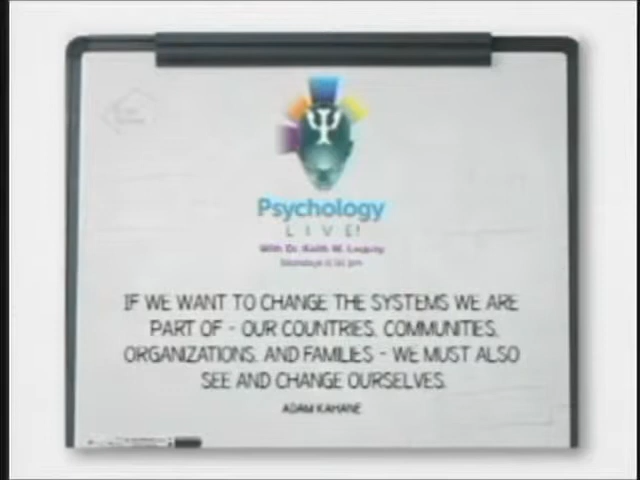 Psychology
LIVE!
With Dr. Keith W.
IF WE WANT TO CHANGE THE SYSTEMS WE ARE
PART OF - OUR COUNTRIES, COMMUNITIES,
ORGANIZATIONS, AND FAMILIES - WE MUST ALSO
SEE AND CHANGE OURSELVES.
ADAM KAHANE